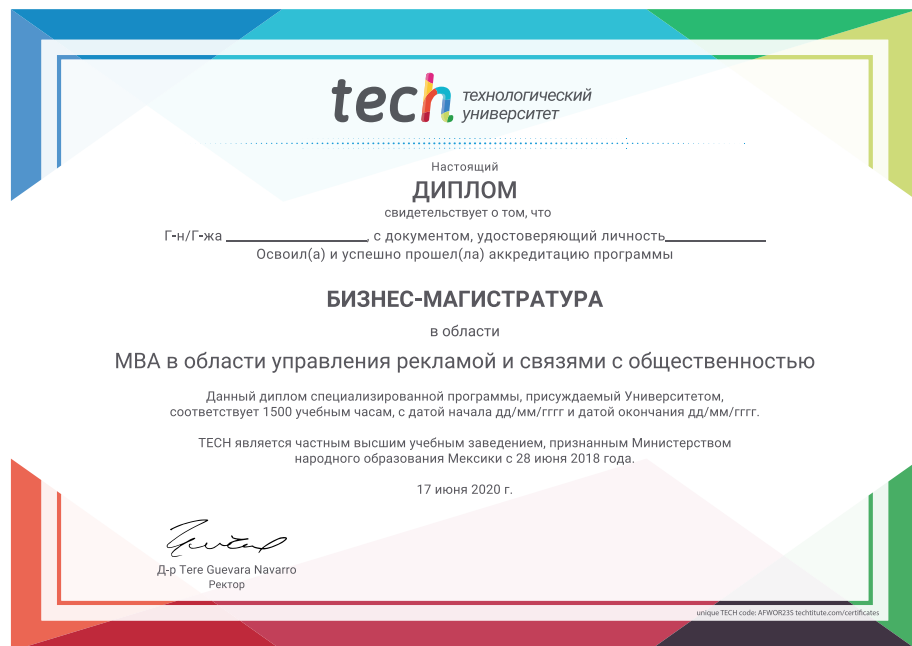 tech технологический
университет
Настоящий
ДИПЛОМ
свидетельствует о том, что
Г-н/Г-жа , с документом, удостоверяющий личность
Освоил(а) и успешно прошел(ла) аккредитацию программы
БИЗНЕС-МАГИСТРАТУРА
в области
МВА в области управления рекламой и связями с общественностью
Данный диплом специализированной программы, присуждаемый Университетом,
соответствует 1500 учебным часам, с датой начала дд/мм/гггг и датой окончания дд/мм/гггг.
TECH является частным высшим учебным заведением, признанным Министерством
народного образования Мексики с 28 июня 2018 года.
17 июня 2020 г.
Д-р Tere Guevara Navarro
Ректор
unique TECH code: AFWOR23S techtitute.com/certificates